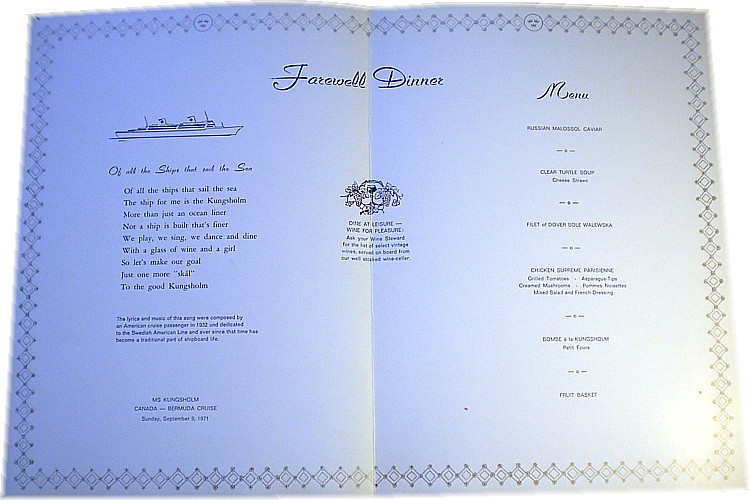 Farewell Dinner
Of all the Ships that sail the Sea
Of all the ships that sail the sea
The ship for me is the Kungsholm
More than just an ocean liner
Not a ship is built that's finer
We play, we sing, we dance and dine
With a glass of wine and a girl
So let's make our goal
Just one more "skål"
To the good Kungsholm
The lyrics and music of this song were composed by
an American cruise passenger in 1932 and dedicated
to the Swedish American Line and ever since that time has
become a traditional part of shipboard life.
MS KUNGSHOLM
CANADA — BERMUDA CRUISE
Sunday, September 5, 1971
DINE AT LEISURE —
WINE FOR PLEASURE:
Ask your Wine Steward
for the list of select vintage
wines, served on board from
our well stocked wine-cellar.
Menu
RUSSIAN MALOSSOL CAVIAR
— o —
CLEAR TURTLE SOUP
Cheese Straws
— o —
FILET of DOVER SOLE WALEWSKA
— o —
CHICKEN SUPREME PARISIENNE
Grilled Tomatoes - Asparagus-Tips
Creamed Mushrooms - Pommes Noisettes
Mixed Salad and French Dressing
— o —
BOMBE à la KUNGSHOLM
Petit Fours
— o —
FRUIT BASKET